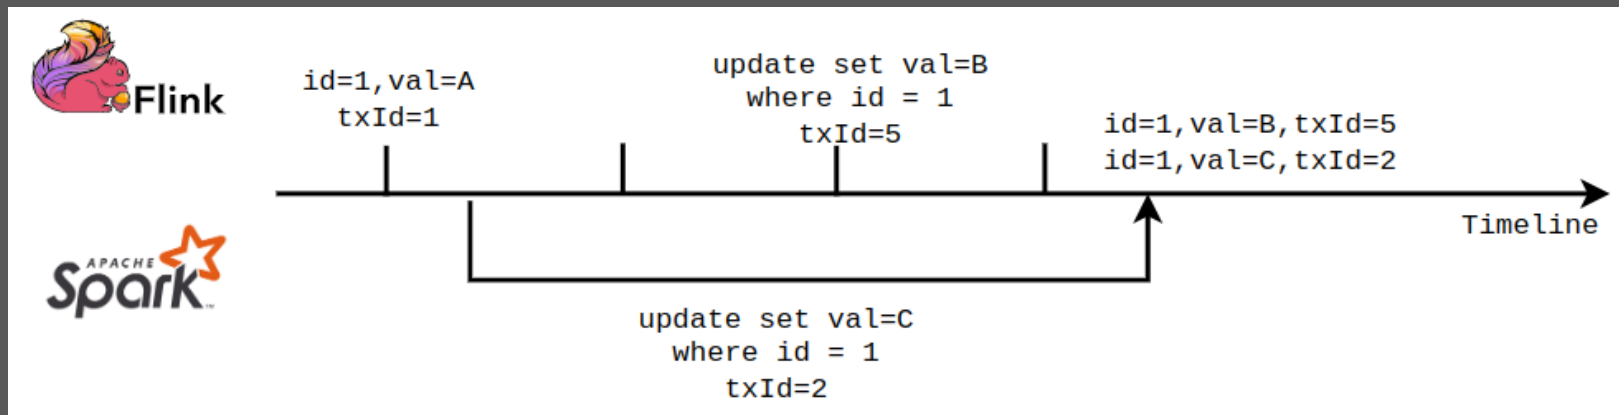 Flink
id=1,val=A
txId=1
update set val=B
where id = 1
txId=5
id=1,val=B,txId=5
id=1,val=C,txId=2
Timeline
APACHE
Spark™
update set val=C
where id = 1
txId=2